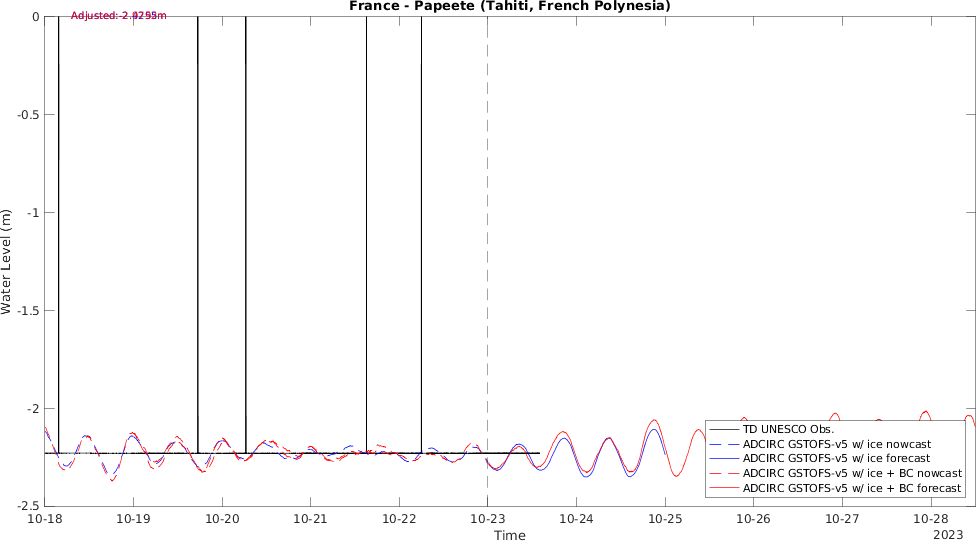 France - Papeete (Tahiti, French Polynesia)
Adjusted:
0
-0.5
-1
-1.5
-2
-2.5
Water Level (m)
10-18 10-19 10-20 10-21 10-22 10-23 10-24 10-25 10-26 10-27 10-28
Time
2023
TD UNESCO Obs.
ADCIRC GSTOFS-v5 w/ ice nowcast
ADCIRC GSTOFS-v5 w/ ice forecast
ADCIRC GSTOFS-v5 w/ ice + BC nowcast
ADCIRC GSTOFS-v5 w/ ice + BC forecast